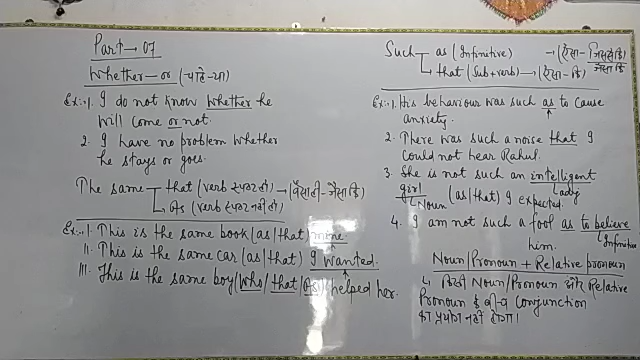 Part → 07
Whether - or (चाहे - या)
Ex:- 1. I do not know whether he
will come or not.
2. I have no problem whether
he stays or goes.
The same that (verb स्पष्ट हो) → (वैसा ही - जैसा कि)
As (verb स्पष्ट नहीं हो)
Ex:- 1. This is the same book (as/that) mine
II. This is the same car (as/that) I wanted.
III. This is the same boy/who/that/As/ helped her.
Such as (Infinitive) → (ऐसा - जिससे कि)
जैसा कि
that (Sub+verb) → (ऐसा - कि)
Ex:- 1. His behaviour was such as to cause
anxiety.
2. There was such a noise that I
could not hear Rahul.
3. She is not such an intelligent
girl (as/that) I expected.
Noun
Adj
4. I am not such a fool as to believe
him.
Infinitive
Noun/Pronoun + Relative pronoun
किसी Noun/Pronoun और Relative
Pronoun के बीच Conjunction
का प्रयोग नहीं होगा।